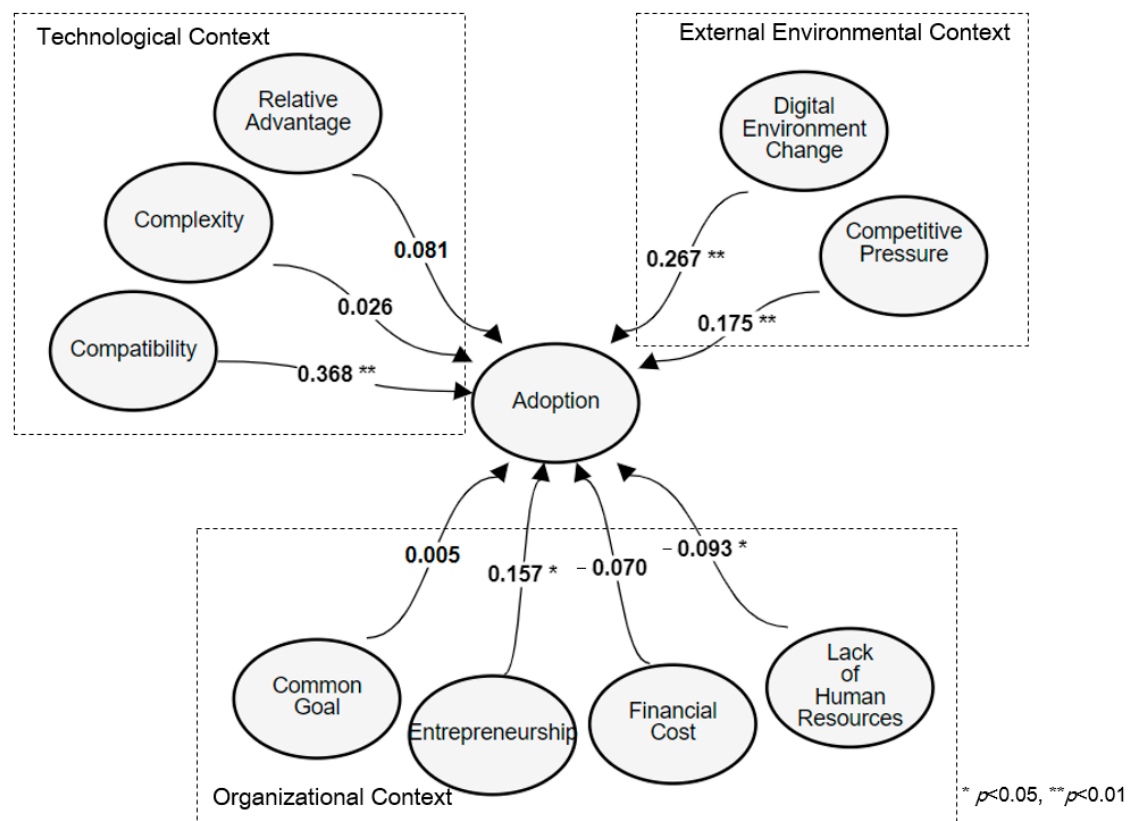 Technological Context
Relative
Advantage
Complexity
Compatibility
0.081
0.026
0.368 **
External Environmental Context
Digital
Environment
Change
Competitive
Pressure
0.267 **
0.175 **
Adoption
0.005
0.157 *
– 0.070
– 0.093 *
Common
Goal
Entrepreneurship
Financial
Cost
Lack
of
Human
Resources
Organizational Context
* p<0.05, **p<0.01